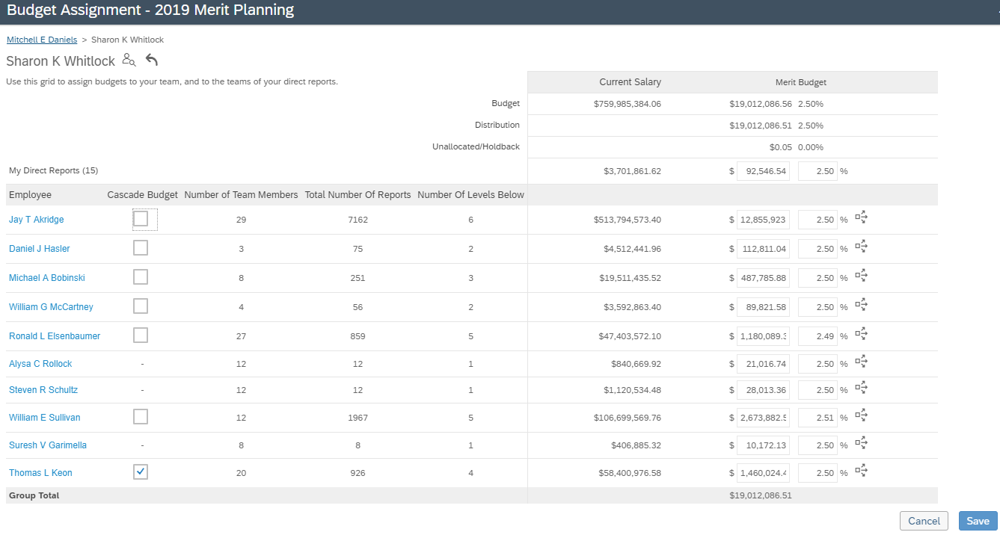 Budget Assignment - 2019 Merit Planning
Mitchell E Daniels > Sharon K Whitlock
Sharon K Whitlock
Use this grid to assign budgets to your team, and to the teams of your direct reports.
Current Salary Merit Budget
Budget $759,985,384.06 $19,012,086.56 2.50%
Distribution $19,012,086.51 2.50%
Unallocated/Holdback $0.05 0.00%
My Direct Reports (15) $3,701,861.62 $ 92,546.54 2.50 %
Employee Cascade Budget Number of Team Members Total Number Of Reports Number Of Levels Below
Jay T Akridge 29 7162 6 $513,794,573.40 $ 12,855,923 2.50 %
Daniel J Hasler 3 75 2 $4,512,441.96 $ 112,811.04 2.50 %
Michael A Bobinski 8 251 3 $19,511,435.52 $ 487,785.88 2.50 %
William G McCartney 4 56 2 $3,592,863.40 $ 89,821.58 2.50 %
Ronald L Elsenbaumer 27 859 5 $47,403,572.10 $ 1,180,089.3 2.49 %
Alysa C Rollock - 12 12 1 $840,669.92 $ 21,016.74 2.50 %
Steven R Schultz - 12 12 1 $1,120,534.48 $ 28,013.36 2.50 %
William E Sullivan 12 1967 5 $106,699,569.76 $ 2,673,882.5 2.51 %
Suresh V Garimella - 8 8 1 $406,885.32 $ 10,172.13 2.50 %
Thomas L Keon 20 926 4 $58,400,976.58 $ 1,460,024.4 2.50 %
Group Total $19,012,086.51
Cancel Save